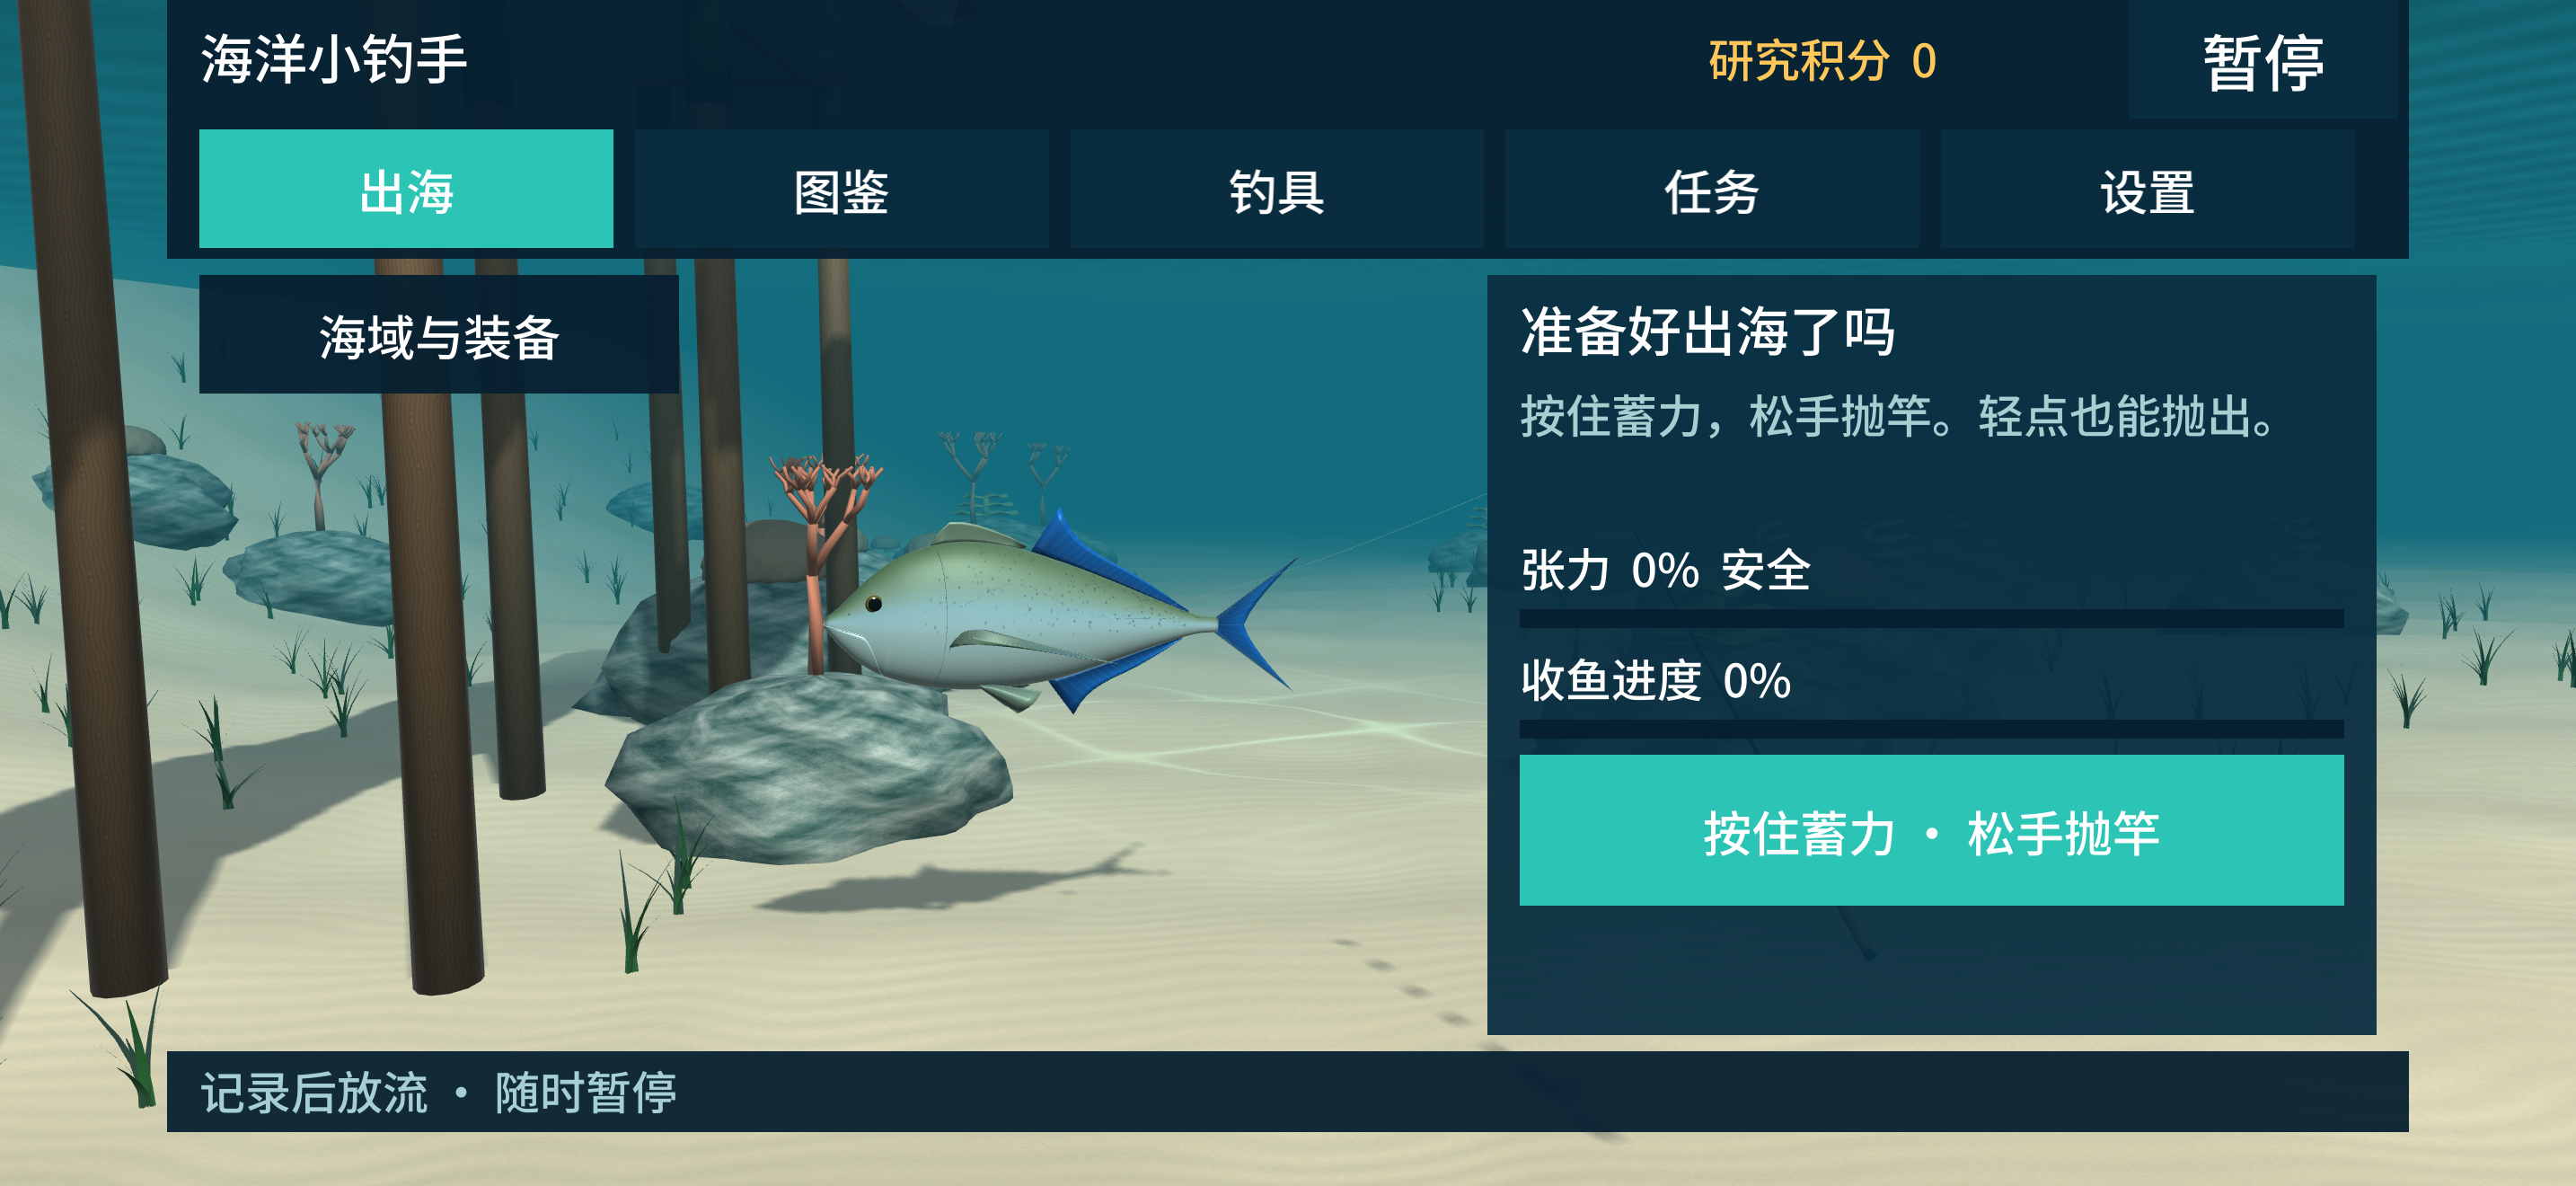 海洋小钓手
研究积分 0
暂停
出海
图鉴
钓具
任务
设置
海域与装备
准备好出海了吗
按住蓄力，松手抛竿。轻点也能抛出。
张力 0% 安全
收鱼进度 0%
按住蓄力 · 松手抛竿
记录后放流 · 随时暂停